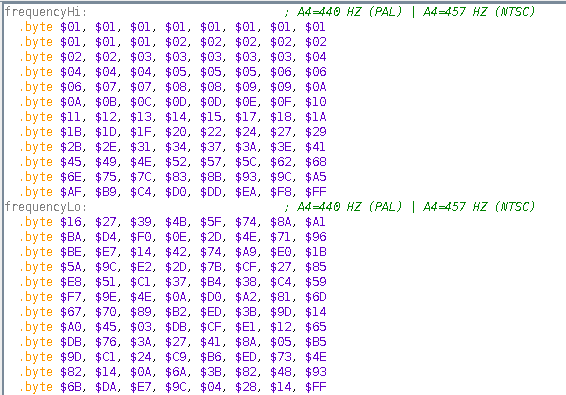 frequencyHi: ; A4=440 HZ (PAL) | A4=457 HZ (NTSC)
.byte $01, $01, $01, $01, $01, $01, $01, $01
.byte $01, $01, $01, $02, $02, $02, $02, $02
.byte $02, $02, $03, $03, $03, $03, $03, $04
.byte $04, $04, $04, $05, $05, $05, $06, $06
.byte $06, $07, $07, $08, $08, $09, $09, $0A
.byte $0A, $0B, $0C, $0D, $0D, $0E, $0F, $10
.byte $11, $12, $13, $14, $15, $17, $18, $1A
.byte $1B, $1D, $1F, $20, $22, $24, $27, $29
.byte $2B, $2E, $31, $34, $37, $3A, $3E, $41
.byte $45, $49, $4E, $52, $57, $5C, $62, $68
.byte $6E, $75, $7C, $83, $8B, $93, $9C, $A5
.byte $AF, $B9, $C4, $D0, $DD, $EA, $F8, $FF
frequencyLo: ; A4=440 HZ (PAL) | A4=457 HZ (NTSC)
.byte $16, $27, $39, $4B, $5F, $74, $8A, $A1
.byte $BA, $D4, $F0, $0E, $2D, $4E, $71, $96
.byte $BE, $E7, $14, $42, $74, $A9, $E0, $1B
.byte $5A, $9C, $E2, $2D, $7B, $CF, $27, $85
.byte $E8, $51, $C1, $37, $B4, $38, $C4, $59
.byte $F7, $9E, $4E, $0A, $D0, $A2, $81, $6D
.byte $67, $70, $89, $B2, $ED, $3B, $9D, $14
.byte $A0, $45, $03, $DB, $CF, $E1, $12, $65
.byte $DB, $76, $3A, $27, $41, $8A, $05, $B5
.byte $9D, $C1, $24, $C9, $B6, $ED, $73, $4E
.byte $82, $14, $0A, $6A, $3B, $82, $48, $93
.byte $6B, $DA, $E7, $9C, $04, $28, $14, $FF